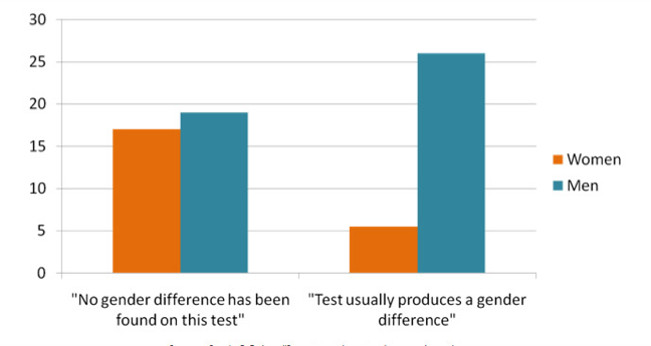 30
25
20
15
10
5
0
Women
Men
"No gender difference has been
found on this test"
"Test usually produces a gender
difference"